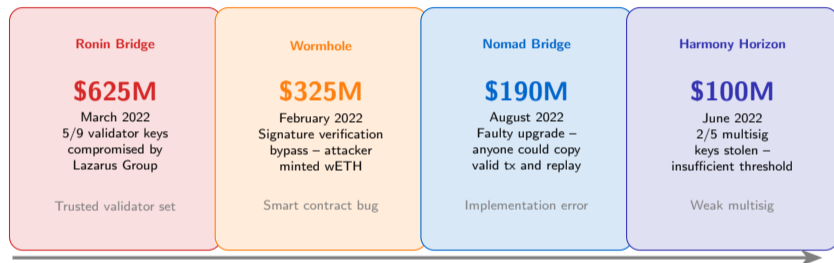 Ronin Bridge
$625M
March 2022
5/9 validator keys
compromised by
Lazarus Group
Trusted validator set
Wormhole
$325M
February 2022
Signature verification
bypass – attacker
minted wETH
Smart contract bug
Nomad Bridge
$190M
August 2022
Faulty upgrade –
anyone could copy
valid tx and replay
Implementation error
Harmony Horizon
$100M
June 2022
2/5 multisig
keys stolen –
insufficient threshold
Weak multisig